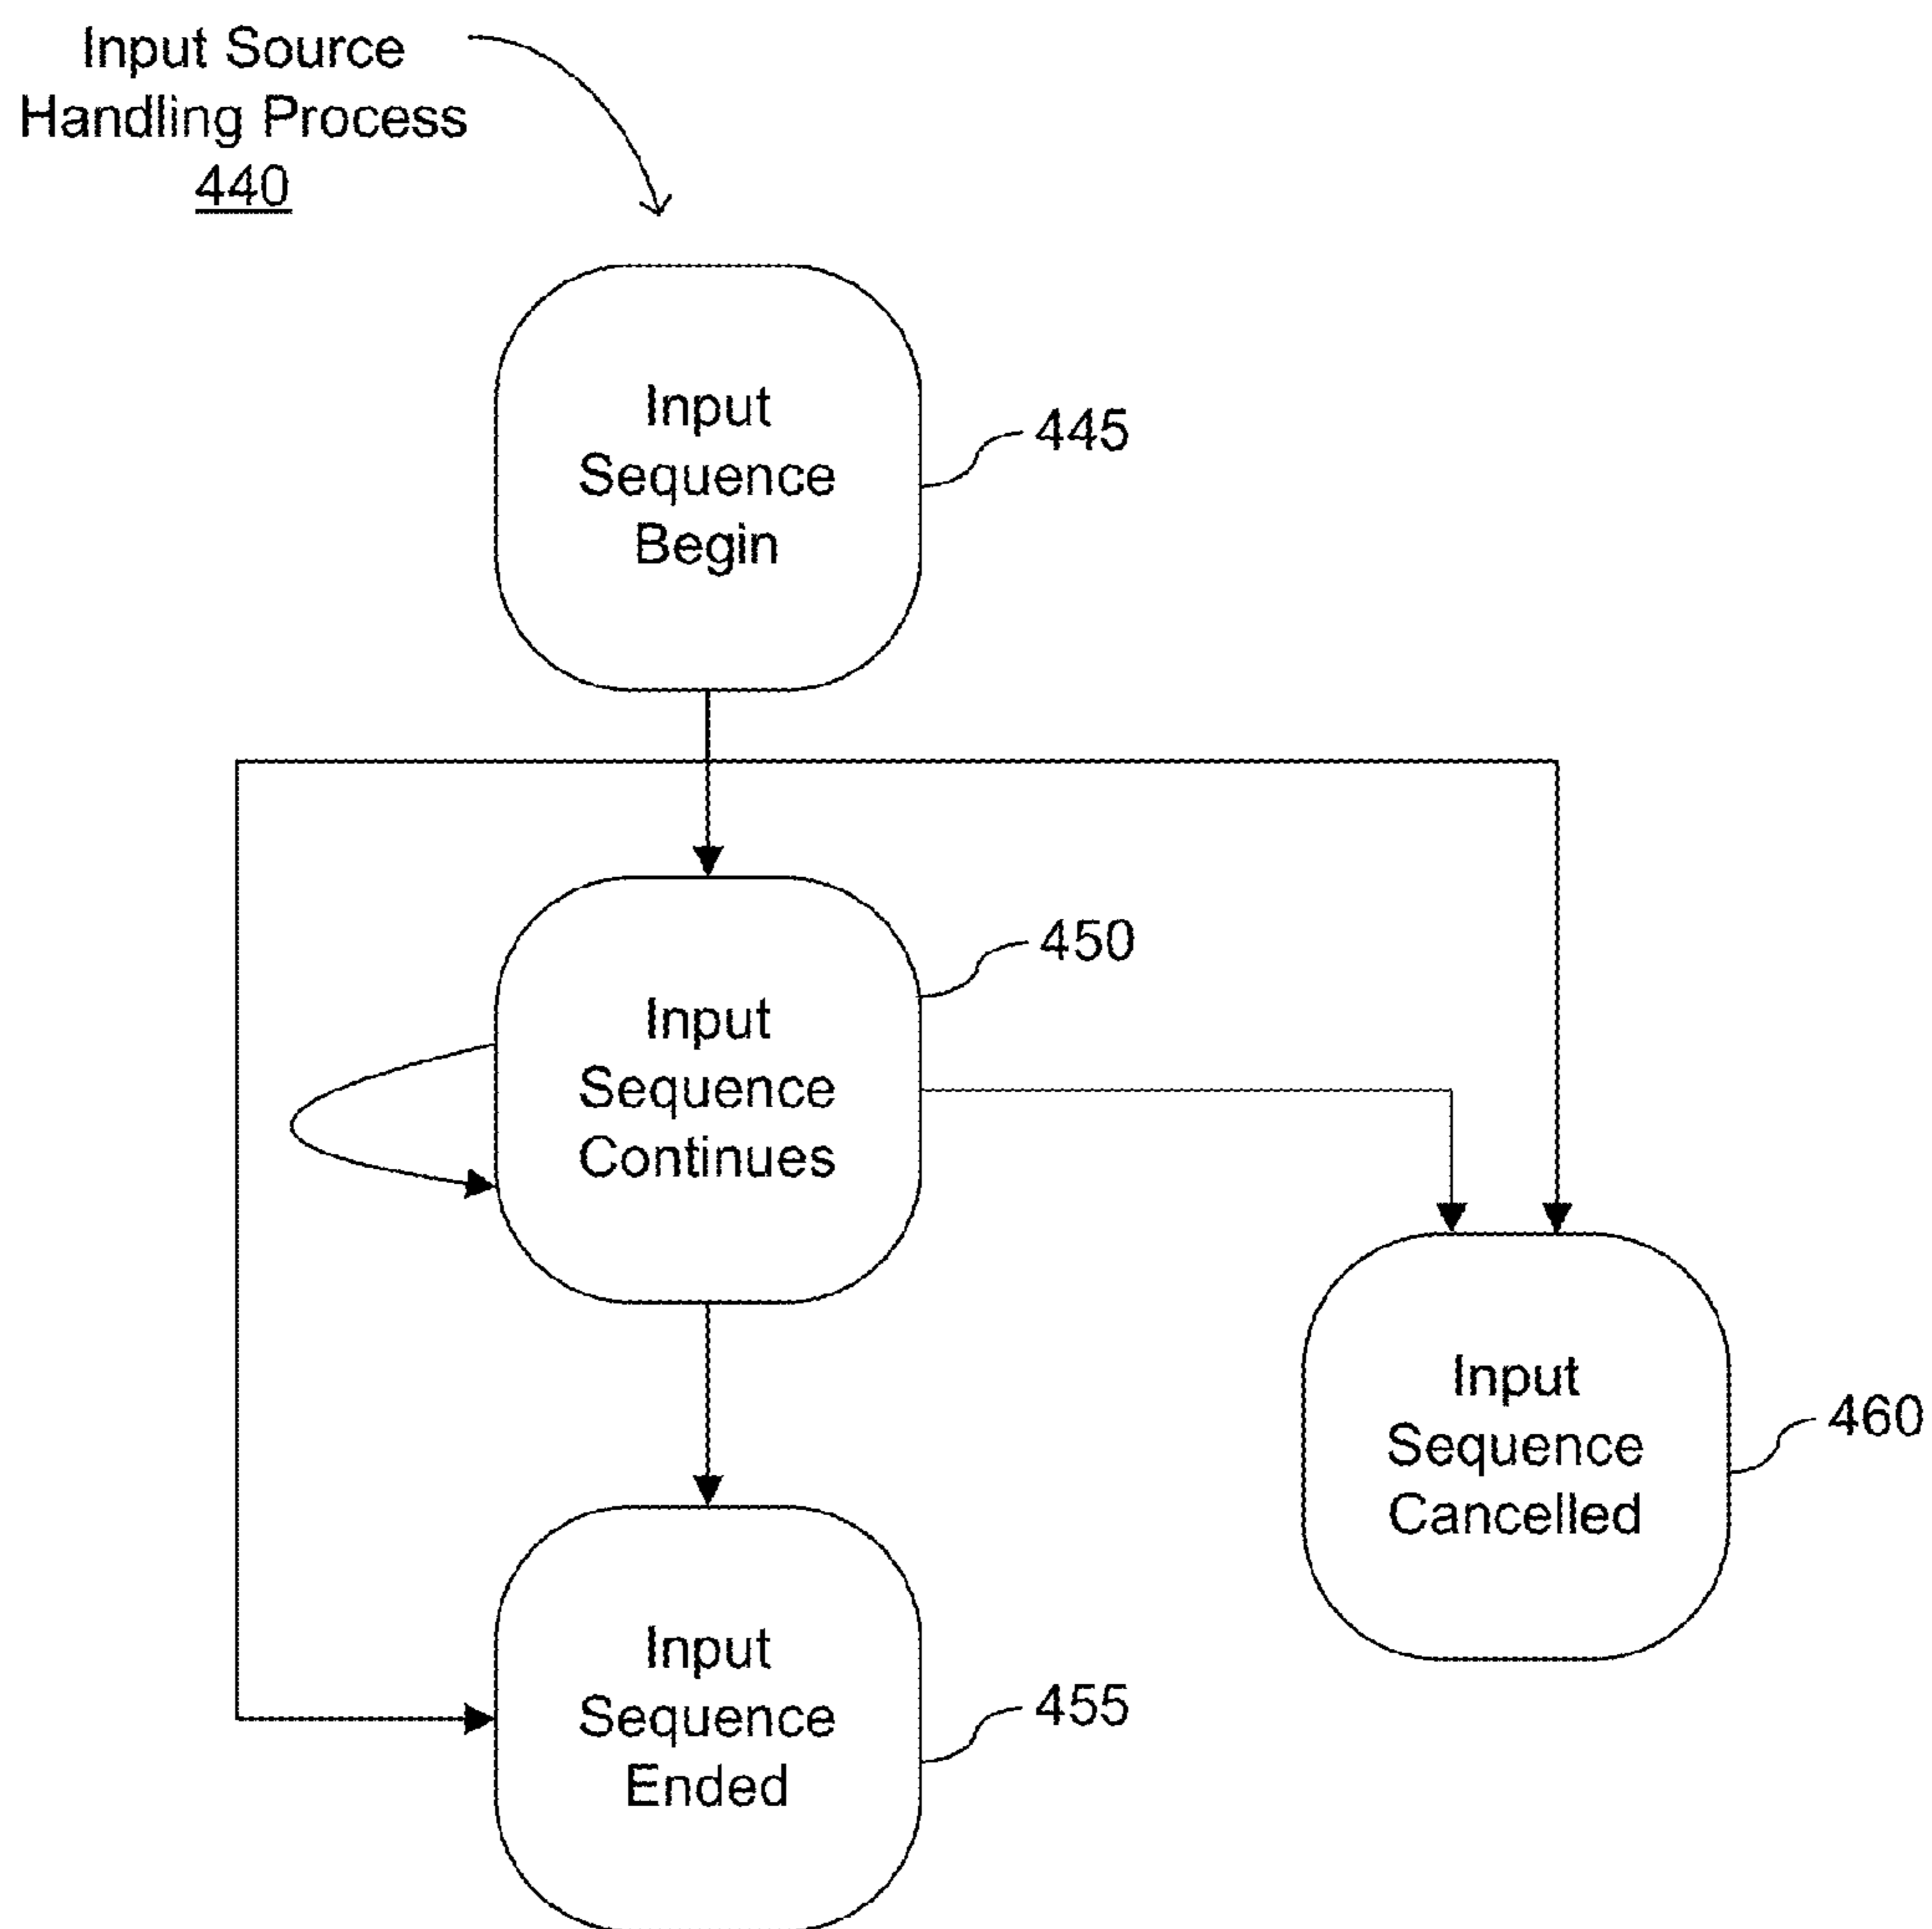 Input Source
Handling Process
440
Input
Sequence
Begin
445
Input
Sequence
Continues
450
Input
Sequence
Cancelled
460
Input
Sequence
Ended
455